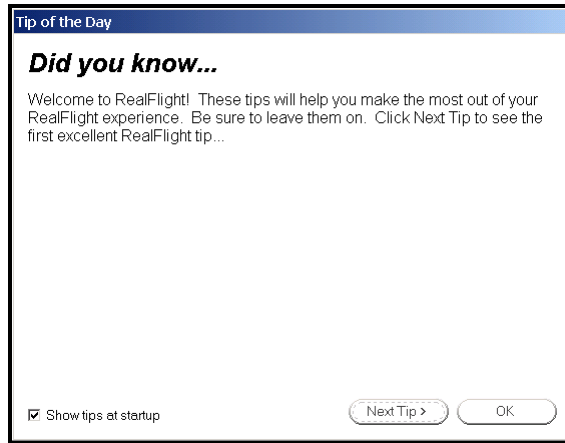 Tip of the Day
Did you know...
Welcome to RealFlight! These tips will help you make the most out of your
RealFlight experience. Be sure to leave them on. Click Next Tip to see the
first excellent RealFlight tip...
Show tips at startup
Next Tip >
OK